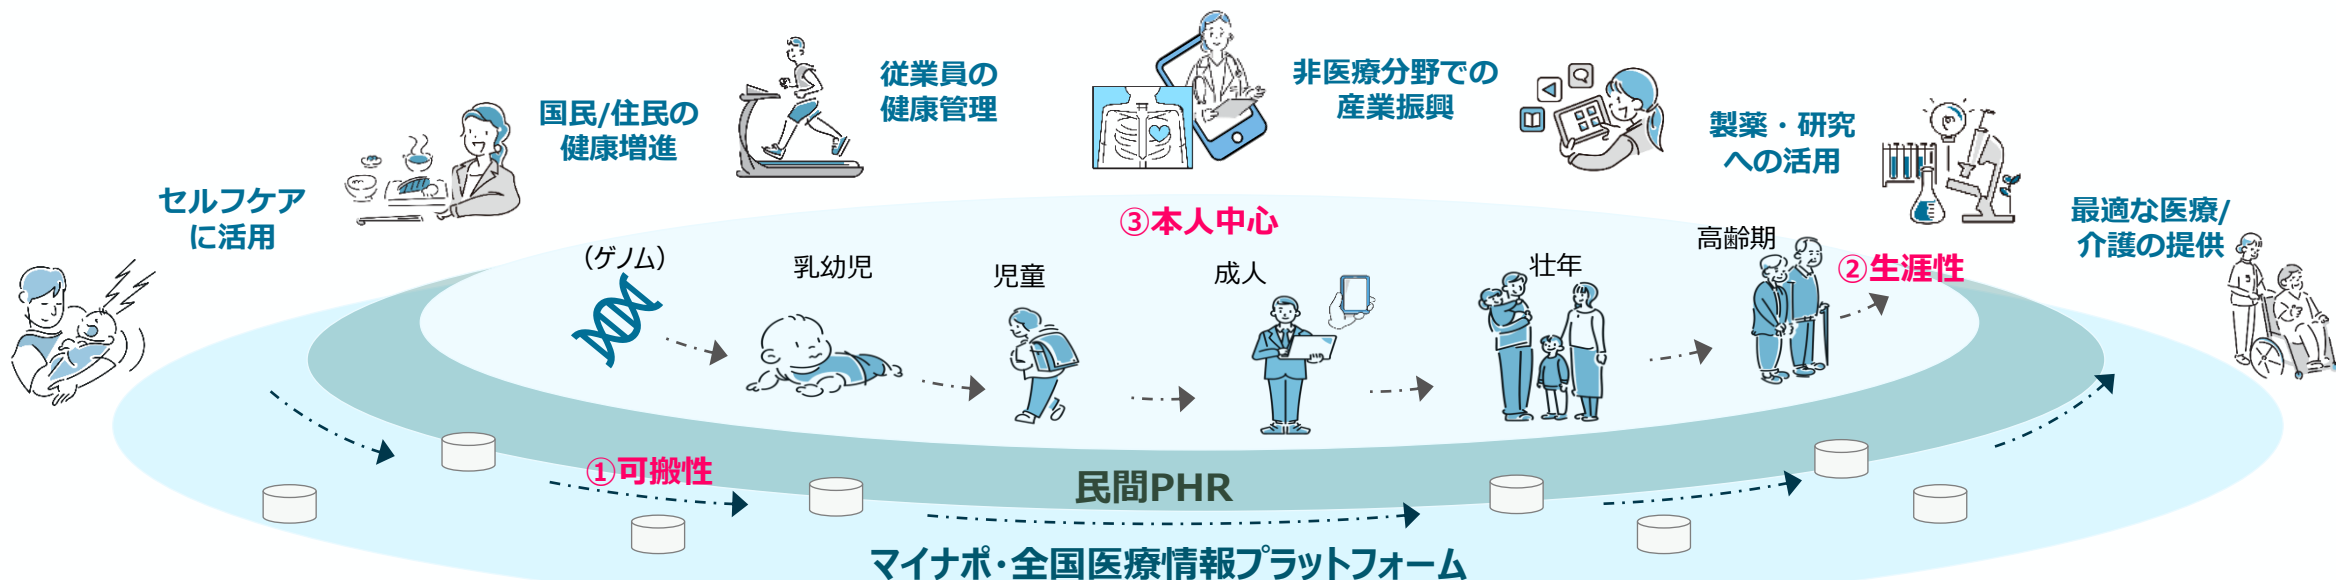 セルフケア
に活用
国民/住民の
健康増進
従業員の
健康管理
非医療分野での
産業振興
製薬・研究
への活用
最適な医療/
介護の提供
③本人中心
（ゲノム）
乳幼児
児童
成人
壮年
高齢期
②生涯性
①可搬性
民間PHR
マイナポ・全国医療情報プラットフォーム